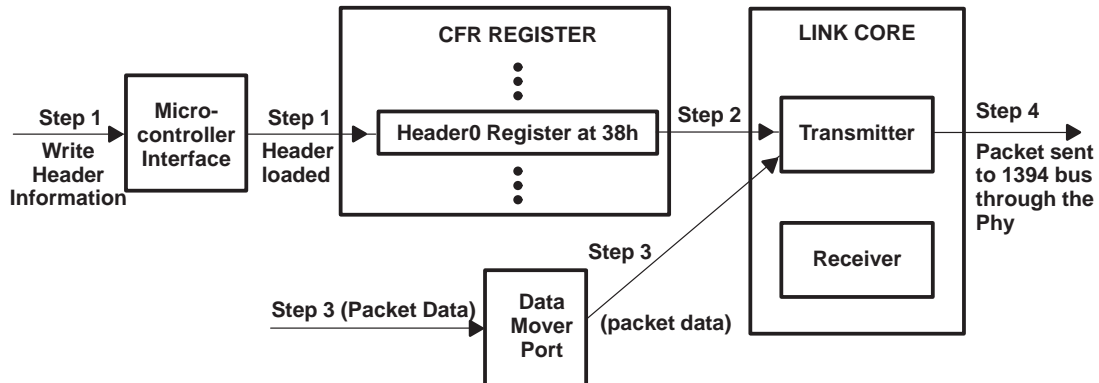 CFR REGISTER
LINK CORE
Step 1
Write
Header
Information
Micro-
controller
Interface
Step 1
Header
loaded
Header0 Register at 38h
Step 2
Transmitter
Step 4
Packet sent
to 1394 bus
through the
Phy
Receiver
Step 3
Step 3 (Packet Data)
Data
Mover
Port
(packet data)